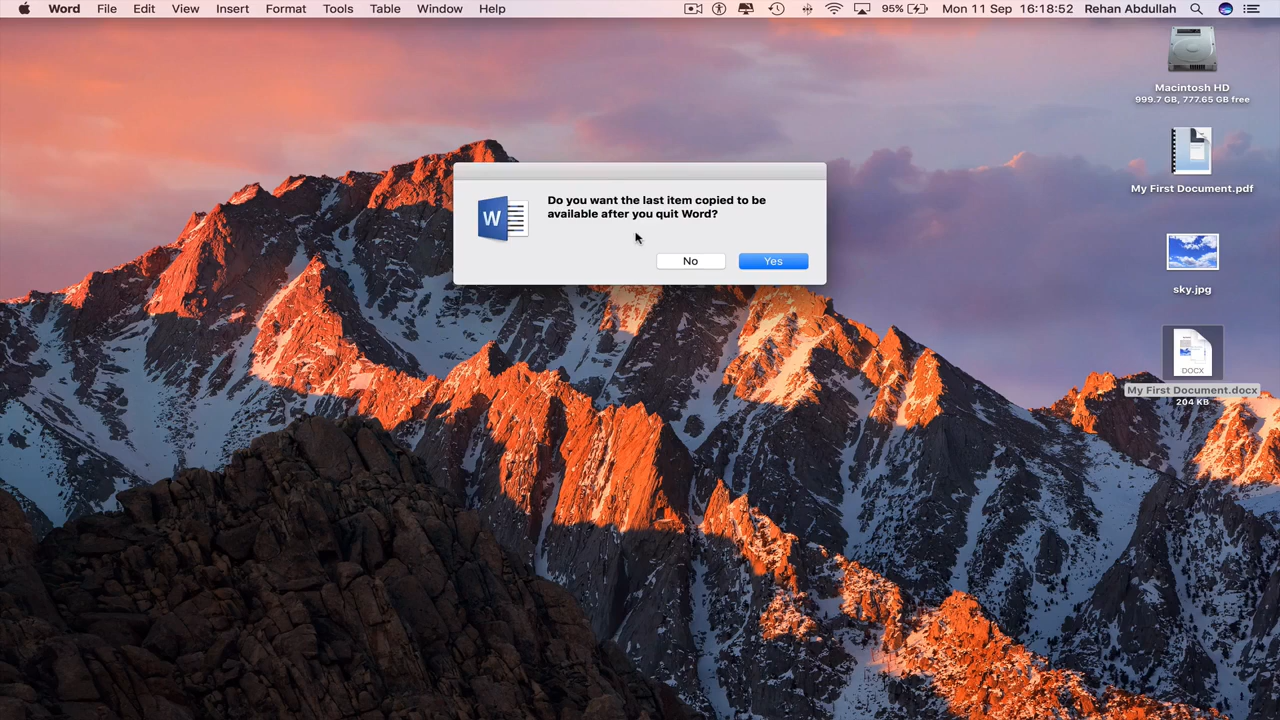 Word File Edit View Insert Format Tools Table Window Help 95% Mon 11 Sep 16:18:52 Rehan Abdullah
Macintosh HD
999.7 GB, 777.65 GB free
My First Document.pdf
Do you want the last item copied to be
available after you quit Word?
W
No Yes
sky.jpg
DOCX
My First Document.docx
204 KB